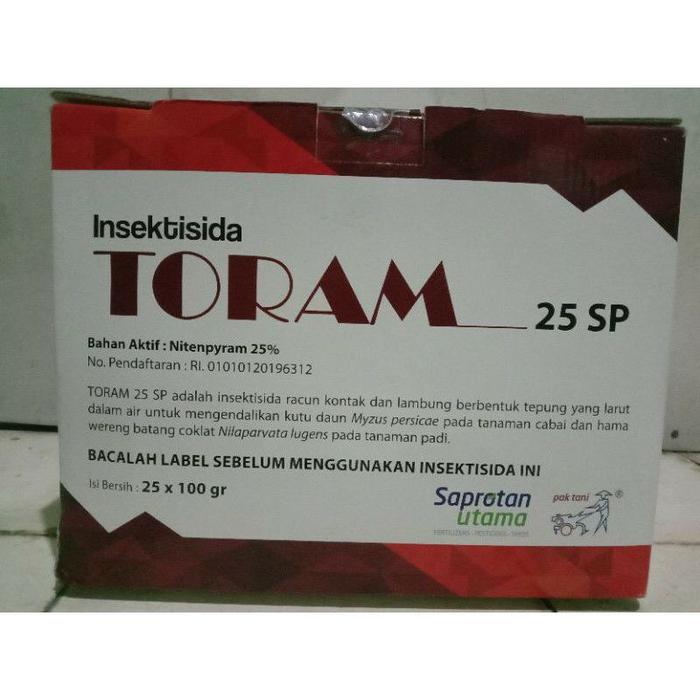 Insektisida
TORAM 25 SP
Bahan Aktif : Nitenpyram 25%
No. Pendaftaran : RI. 01010120196312
TORAM 25 SP adalah insektisida racun kontak dan lambung berbentuk tepung yang larut
dalam air untuk mengendalikan kutu daun Myzus persicae pada tanaman cabai dan hama
wereng batang coklat Nilaparvata lugens pada tanaman padi.
BACALAH LABEL SEBELUM MENGGUNAKAN INSEKTISIDA INI
Isi Bersih : 25 x 100 gr
Saprotan
utama
FERTILIZERS - PESTICIDES - SEEDS
pak tani ®